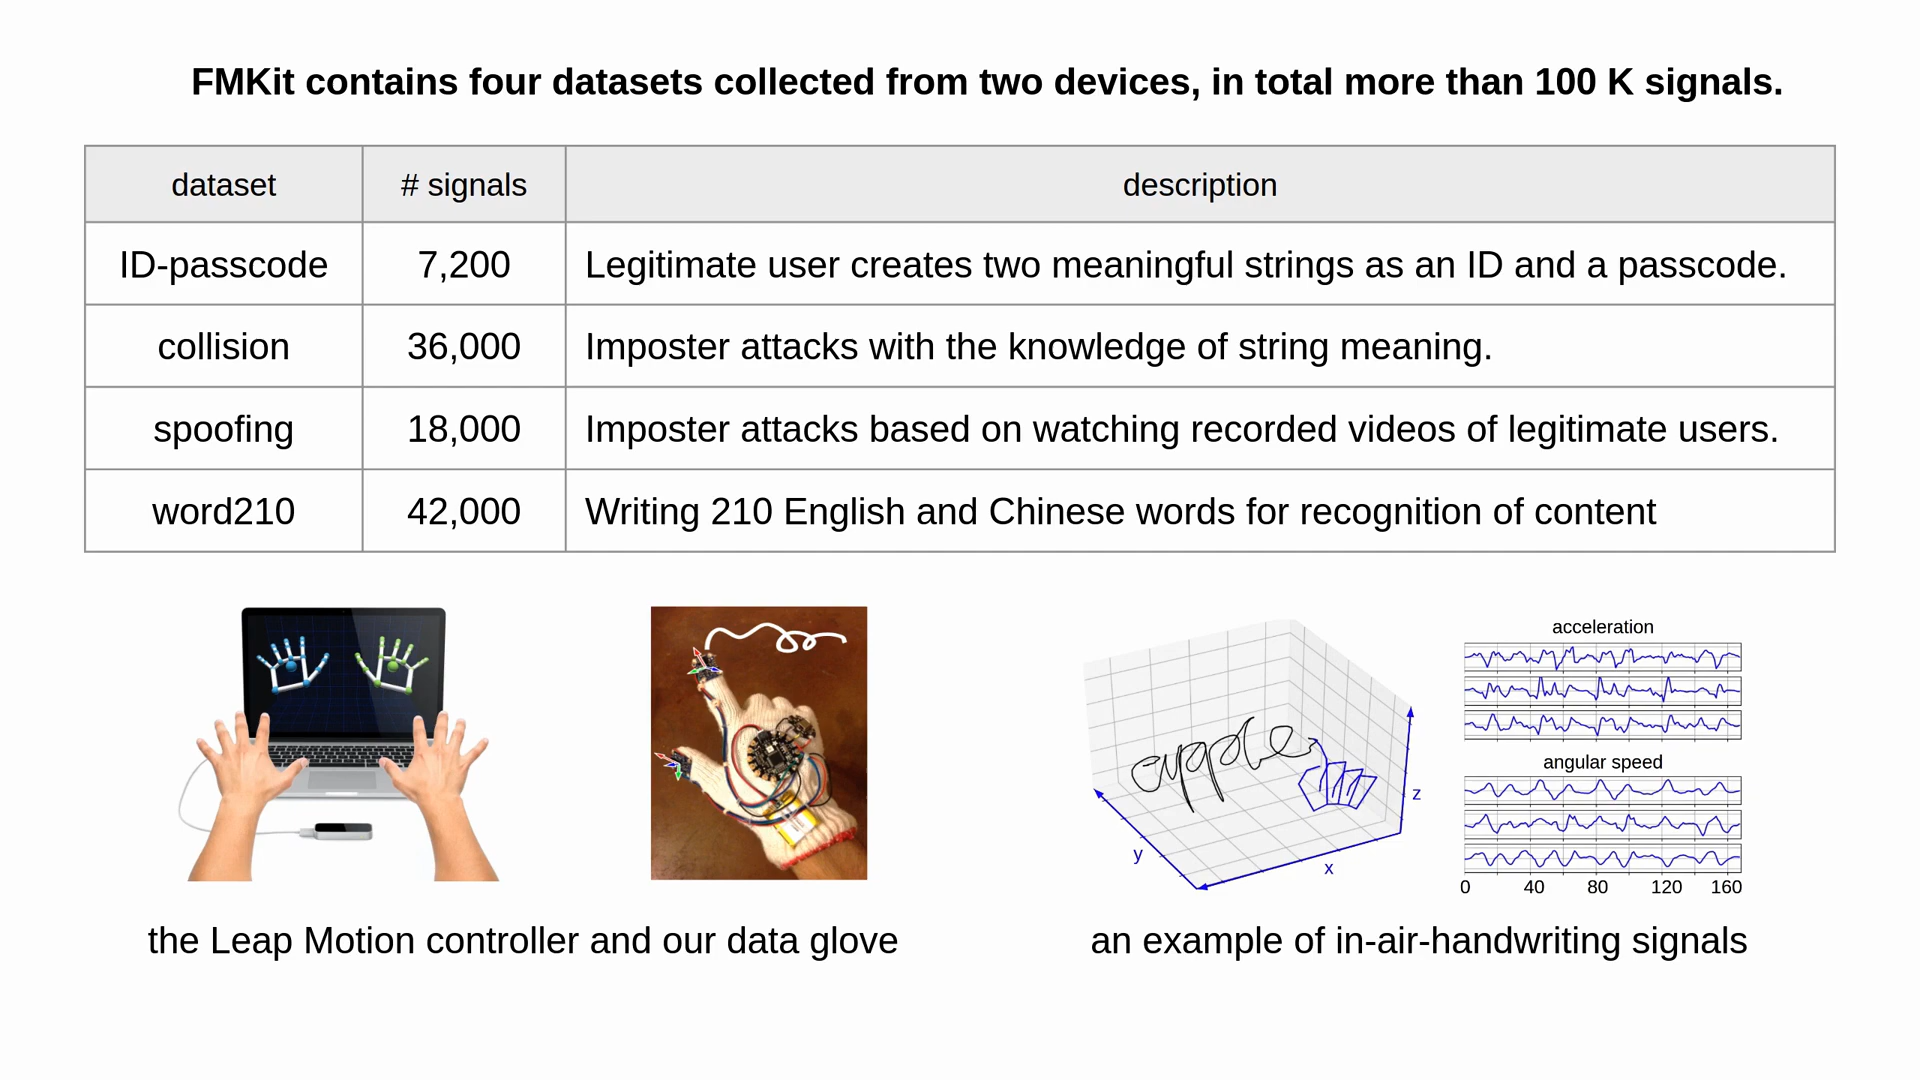 FMKit contains four datasets collected from two devices, in total more than 100 K signals.
dataset # signals description
ID-passcode 7,200 Legitimate user creates two meaningful strings as an ID and a passcode.
collision 36,000 Imposter attacks with the knowledge of string meaning.
spoofing 18,000 Imposter attacks based on watching recorded videos of legitimate users.
word210 42,000 Writing 210 English and Chinese words for recognition of content
apple
y
x
z
acceleration
angular speed
0 40 80 120 160
the Leap Motion controller and our data glove
an example of in-air-handwriting signals